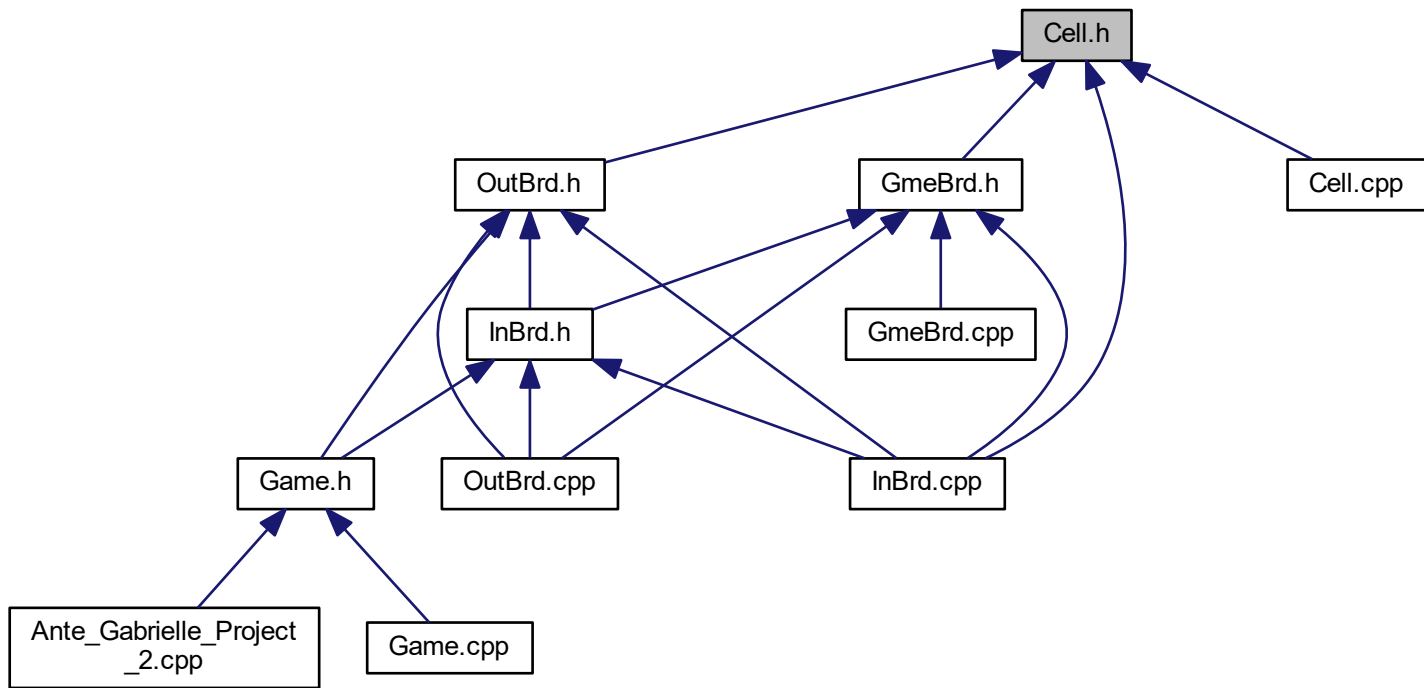 Cell.h
OutBrd.h
GmeBrd.h
Cell.cpp
InBrd.h
GmeBrd.cpp
Game.h
OutBrd.cpp
InBrd.cpp
Ante_Gabrielle_Project
_2.cpp
Game.cpp